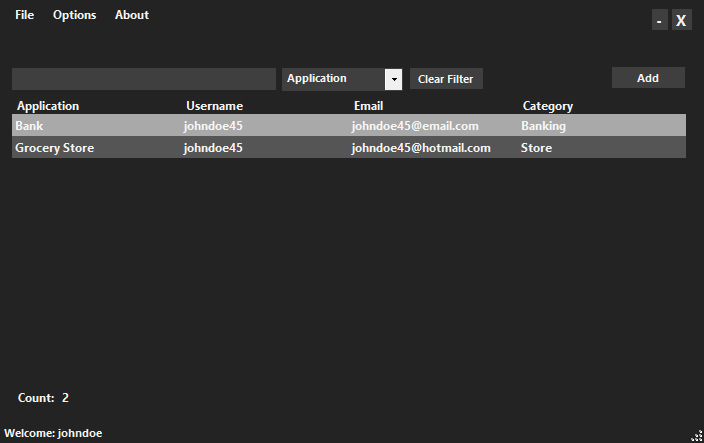 File Options About - X
Application Clear Filter Add
Application Username Email Category
Bank johndoe45 johndoe45@email.com Banking
Grocery Store johndoe45 johndoe45@hotmail.com Store
Count: 2
Welcome: johndoe